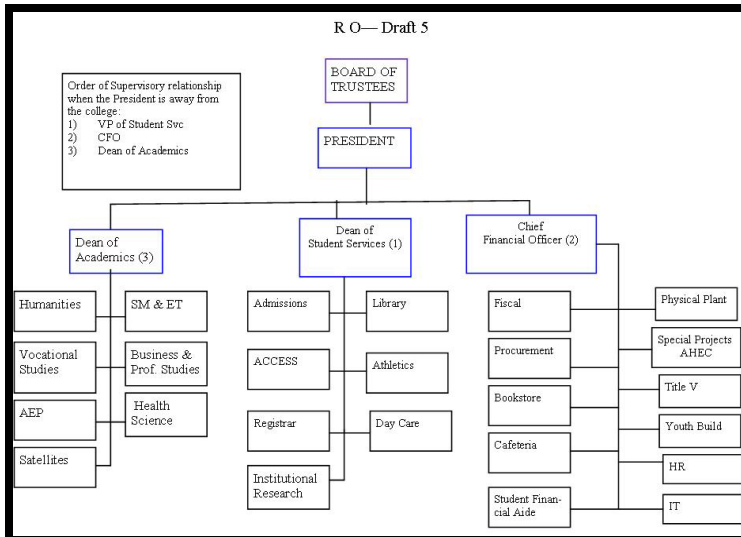 R O— Draft 5
Order of Supervisory relationship
when the President is away from
the college:
1) VP of Student Svc
2) CFO
3) Dean of Academics
BOARD OF
TRUSTEES
PRESIDENT
Dean of
Academics (3)
Dean of
Student Services (1)
Chief
Financial Officer (2)
Humanities
SM & ET
Vocational
Studies
Business &
Prof. Studies
AEP
Health
Science
Satellites
Admissions
Library
ACCESS
Athletics
Registrar
Day Care
Institutional
Research
Fiscal
Physical Plant
Procurement
Special Projects
AHEC
Bookstore
Title V
Cafeteria
Youth Build
HR
Student Finan-
cial Aide
IT